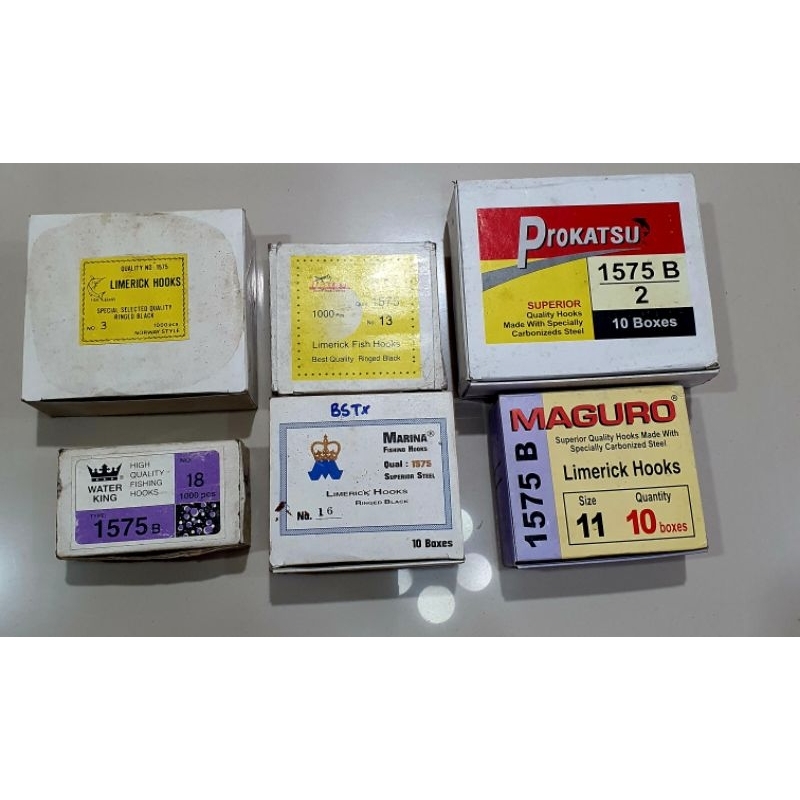 QUALITY NO. 1575
LIMERICK HOOKS
SPECIAL SELECTED QUALITY
RINGED BLACK
NO. 3
1000 pcs
NORWAY STYLE
Qual. 1575
1000 Pcs
No. 13
Limerick Fish Hooks
Best Quality Ringed Black
PROKATSU
1575 B
2
10 Boxes
SUPERIOR
Quality Hooks
Made With Specially
Carbonizeds Steel
WATER
KING
HIGH
QUALITY
FISHING
HOOKS
NO.
18
1000 pcs
TYPE
1575 B
BSTX
MARINA®
FISHING HOOKS
Qual : 1575
SUPERIOR STEEL
LIMERICK HOOKS
RINGED BLACK
No. 16
10 Boxes
1575 B
MAGURO®
Superior Quality Hooks Made With
Specially Carbonized Steel
Limerick Hooks
Size
11
Quantity
10 boxes